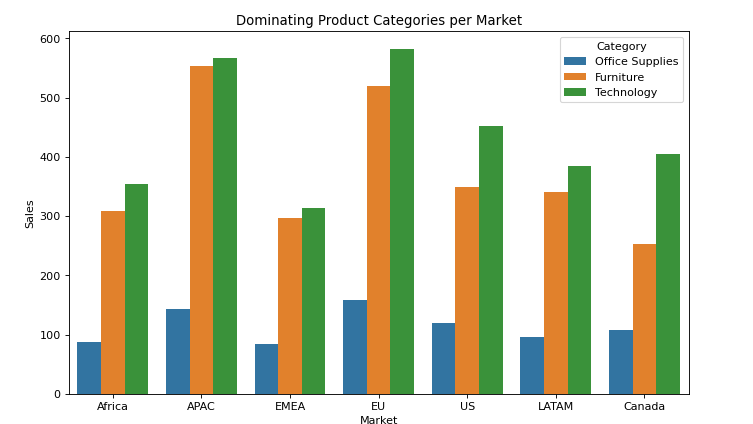 Dominating Product Categories per Market
Category
Office Supplies
Furniture
Technology
Sales
600
500
400
300
200
100
0
Africa
APAC
EMEA
EU
US
LATAM
Canada
Market